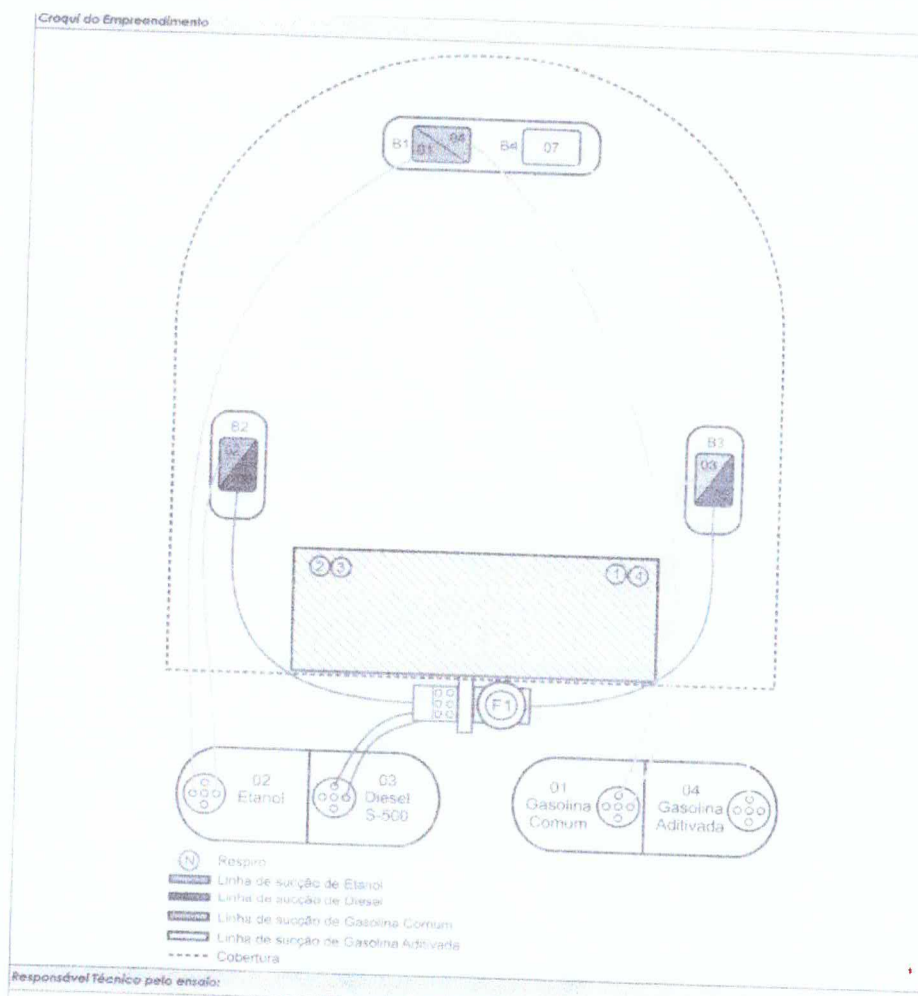 Croqui do Empreendimento
B1 01 04 B4 07
B2
B3
03
2 3 1 4
F1
02
Etanol
03
Diesel
S-500
01
Gasolina
Comum
04
Gasolina
Aditivada
N Respiro
Linha de sucção de Etanol
Linha de sucção de Diesel
Linha de sucção de Gasolina Comum
Linha de sucção de Gasolina Aditivada
Cobertura
Responsável Técnico pelo ensaio: